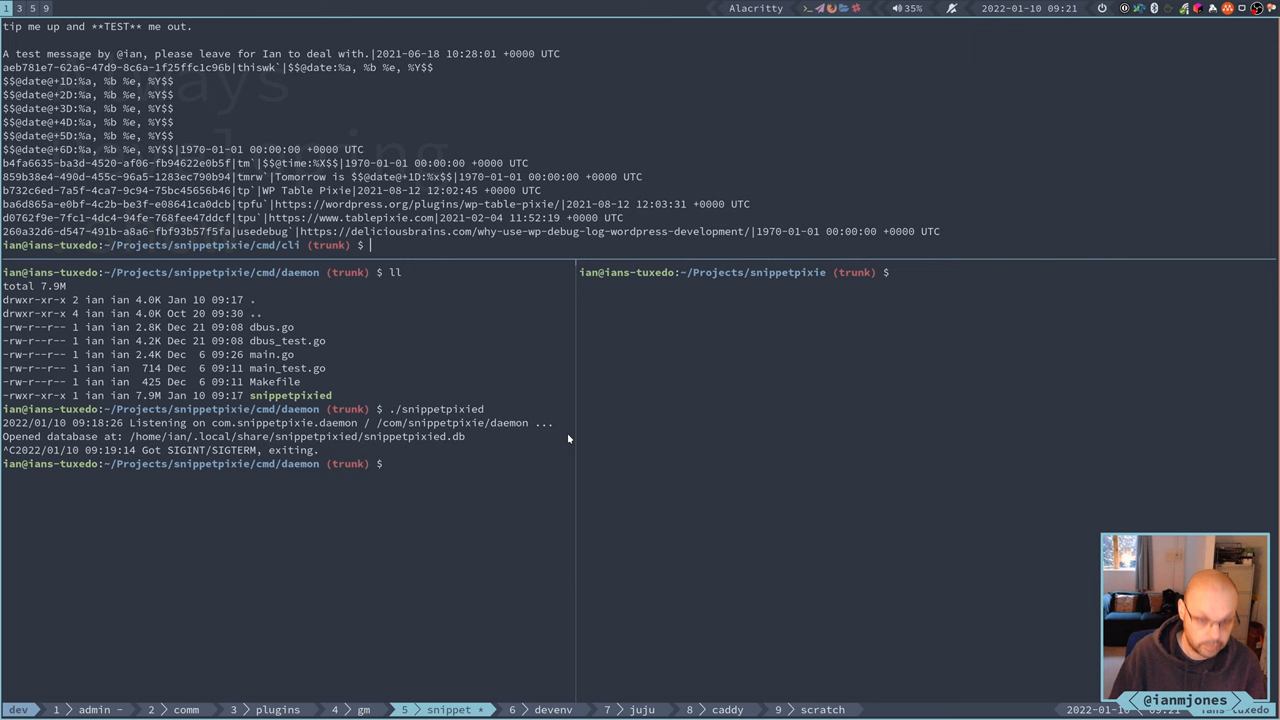 1 3 5 9
Alacritty
35%
2022-01-10 09:21
tip me up and **TEST** me out.
A test message by @ian, please leave for Ian to deal with.|2021-06-18 10:28:01 +0000 UTC
aeb781e7-62a6-47d9-8c6a-1f25ffc1c96b|thiswk`|$$@date:%a, %b %e, %Y$$
$$@date@+1D:%a, %b %e, %Y$$
$$@date@+2D:%a, %b %e, %Y$$
$$@date@+3D:%a, %b %e, %Y$$
$$@date@+4D:%a, %b %e, %Y$$
$$@date@+5D:%a, %b %e, %Y$$
$$@date@+6D:%a, %b %e, %Y$$|1970-01-01 00:00:00 +0000 UTC
b4fa6635-ba3d-4520-af06-fb94622e0b5f|tm`|$$@time:%X$$|1970-01-01 00:00:00 +0000 UTC
859b38e4-490d-455c-96a5-1283ec790b94|tmrw`|Tomorrow is $$@date@+1D:%x$$|1970-01-01 00:00:00 +0000 UTC
b732c6ed-7a5f-4ca7-9c94-75bc45656b46|tp`|WP Table Pixie|2021-08-12 12:02:45 +0000 UTC
ba6d865a-e0bf-4c2b-be3f-e08641ca0dcb|tpfu`|https://wordpress.org/plugins/wp-table-pixie/|2021-08-12 12:03:31 +0000 UTC
d0762f9e-7fc1-4dc4-94fe-768fee47ddcf|tpu`|https://www.tablepixie.com|2021-02-04 11:52:19 +0000 UTC
260a32d6-d547-491b-a8a6-fbf93b57f5fa|usedebug`|https://deliciousbrains.com/why-use-wp-debug-log-wordpress-development/|1970-01-01 00:00:00 +0000 UTC
ian@ians-tuxedo:~/Projects/snippetpixie/cmd/cli (trunk) $
ian@ians-tuxedo:~/Projects/snippetpixie/cmd/daemon (trunk) $ ll
total 7.9M
drwxr-xr-x 2 ian ian 4.0K Jan 10 09:17 .
drwxr-xr-x 4 ian ian 4.0K Oct 20 09:30 ..
-rw-r--r-- 1 ian ian 2.8K Dec 21 09:08 dbus.go
-rw-r--r-- 1 ian ian 4.2K Dec 21 09:08 dbus_test.go
-rw-r--r-- 1 ian ian 2.4K Dec  6 09:26 main.go
-rw-r--r-- 1 ian ian  714 Dec  6 09:11 main_test.go
-rw-r--r-- 1 ian ian  425 Dec  6 09:11 Makefile
-rwxr-xr-x 1 ian ian 7.9M Jan 10 09:17 snippetpixied
ian@ians-tuxedo:~/Projects/snippetpixie/cmd/daemon (trunk) $ ./snippetpixied
2022/01/10 09:18:26 Listening on com.snippetpixie.daemon / /com/snippetpixie/daemon ...
Opened database at: /home/ian/.local/share/snippetpixied/snippetpixied.db
^C2022/01/10 09:19:14 Got SIGINT/SIGTERM, exiting.
ian@ians-tuxedo:~/Projects/snippetpixie/cmd/daemon (trunk) $
ian@ians-tuxedo:~/Projects/snippetpixie (trunk) $
@ianmjones
dev 1 admin - 2 comm 3 plugins 4 gm 5 snippet * 6 devenv 7 juju 8 caddy 9 scratch